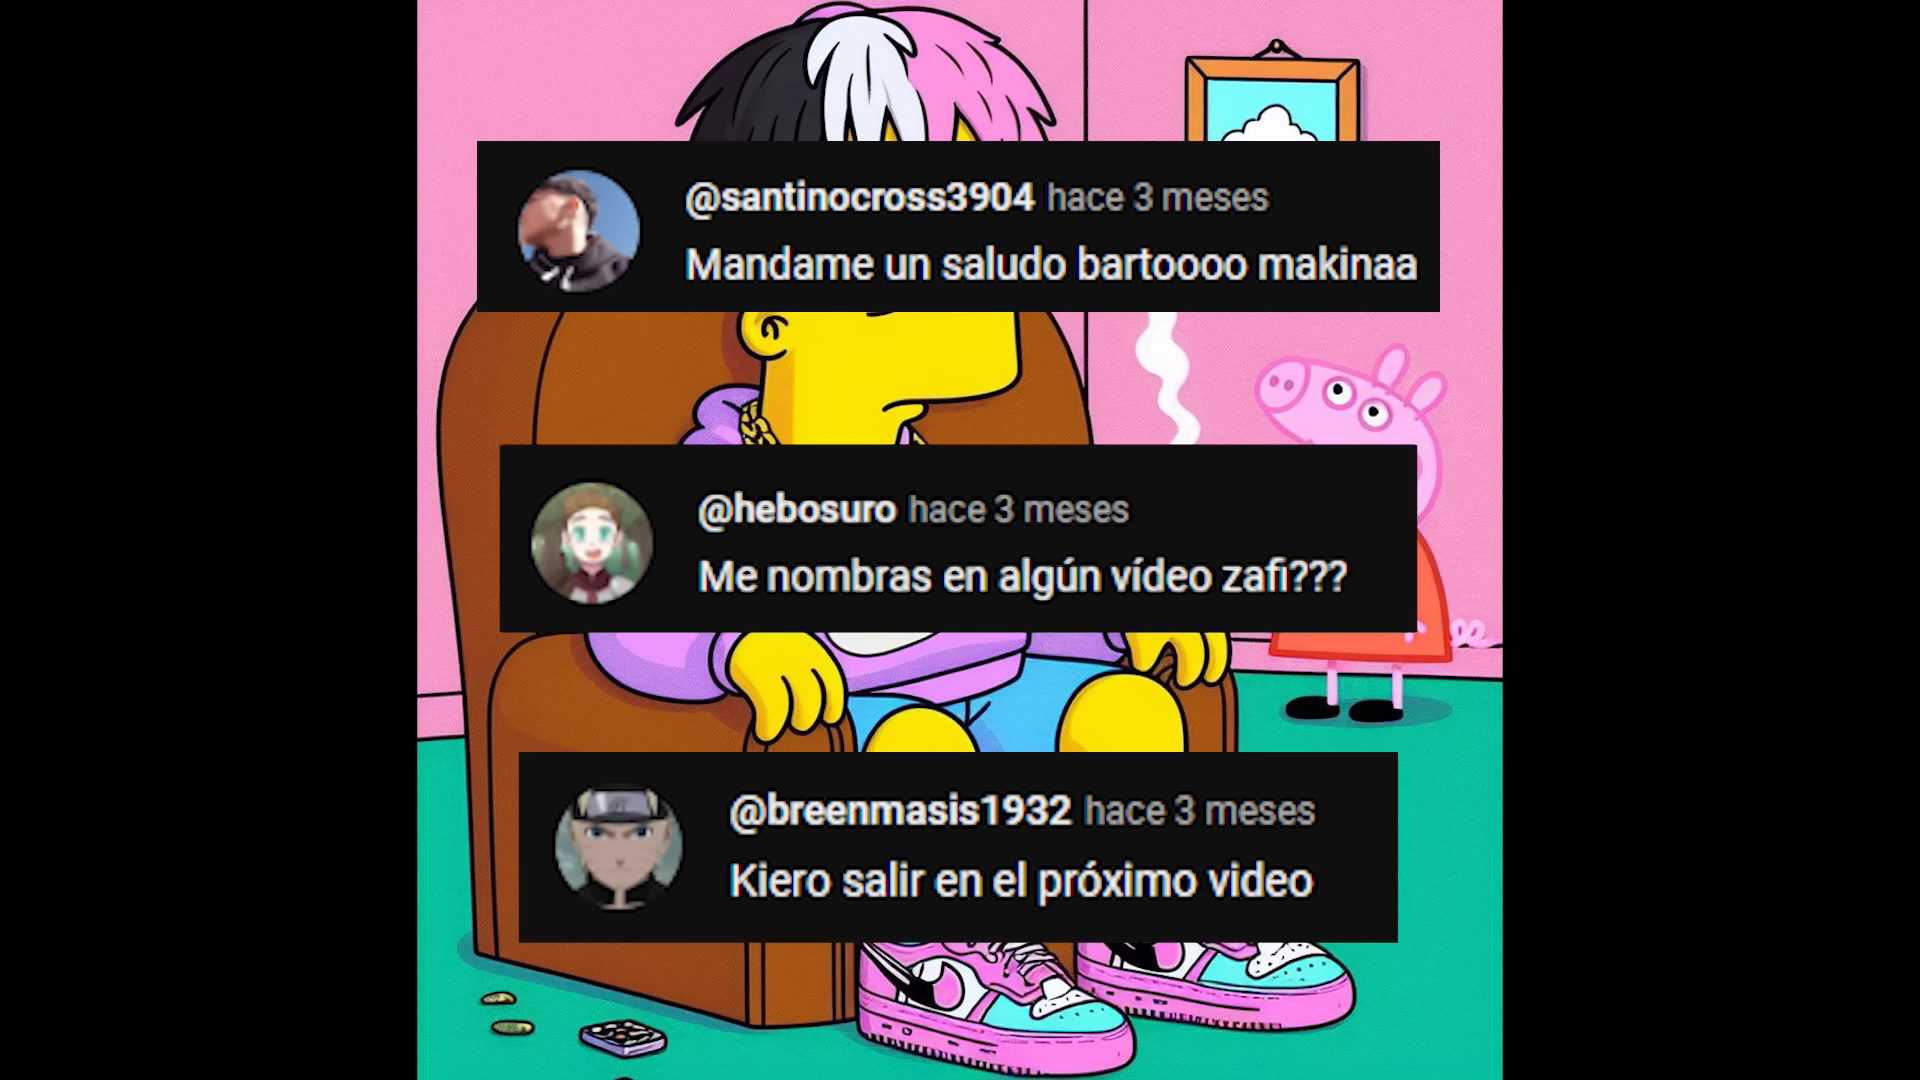 @santinocross3904 hace 3 meses
Mandame un saludo bartoooo makinaa
@hebosuro hace 3 meses
Me nombras en algún vídeo zafi???
@breenmasis1932 hace 3 meses
Kiero salir en el próximo video